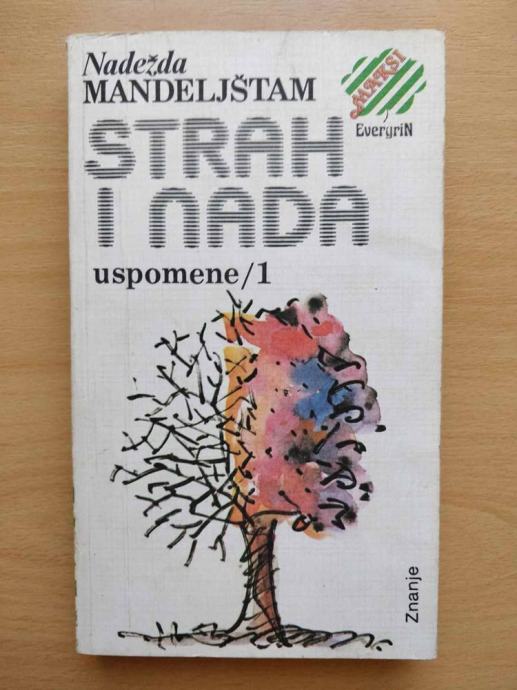 Nadežda
MANDELJŠTAM
MAKSI
EvergriN
STRAH
I NADA
uspomene/1
Znanje